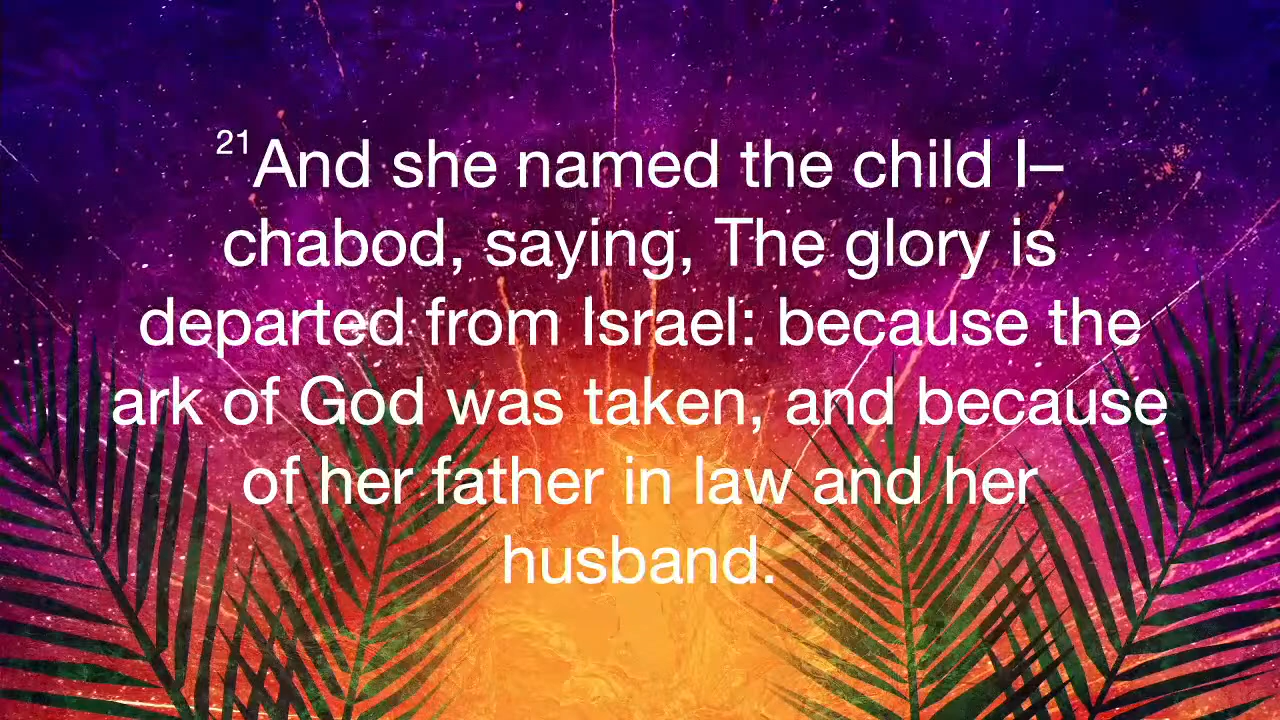 21And she named the child I–
chabod, saying, The glory is
departed from Israel: because the
ark of God was taken, and because
of her father in law and her
husband.